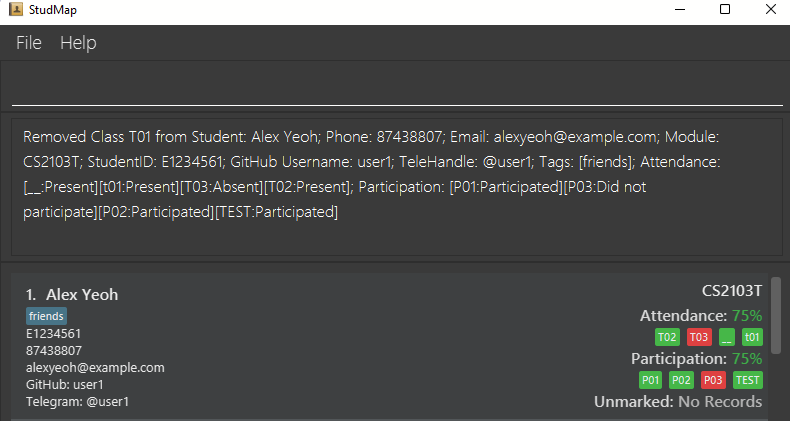 StudMap
File Help
Removed Class T01 from Student: Alex Yeoh; Phone: 87438807; Email: alexyeoh@example.com; Module:
CS2103T; StudentID: E1234561; GitHub Username: user1; TeleHandle: @user1; Tags: [friends]; Attendance:
[__:Present][t01:Present][T03:Absent][T02:Present]; Participation: [P01:Participated][P03:Did not
participate][P02:Participated][TEST:Participated]
1. Alex Yeoh
friends
E1234561
87438807
alexyeoh@example.com
GitHub: user1
Telegram: @user1
CS2103T
Attendance: 75%
T02 T03 __ t01
Participation: 75%
P01 P02 P03 TEST
Unmarked: No Records